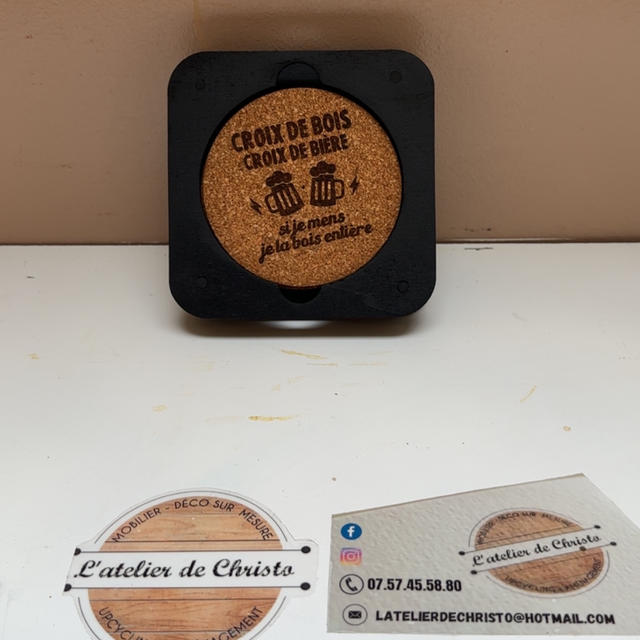 CROIX DE BOIS
CROIX DE BIÈRE
si je mens
je la bois entière
MOBILIER - DÉCO SUR MESURE
L'atelier de Christo
07.57.45.58.80
LATELIERDECHRISTO@HOTMAIL.COM
L'atelier de Christo